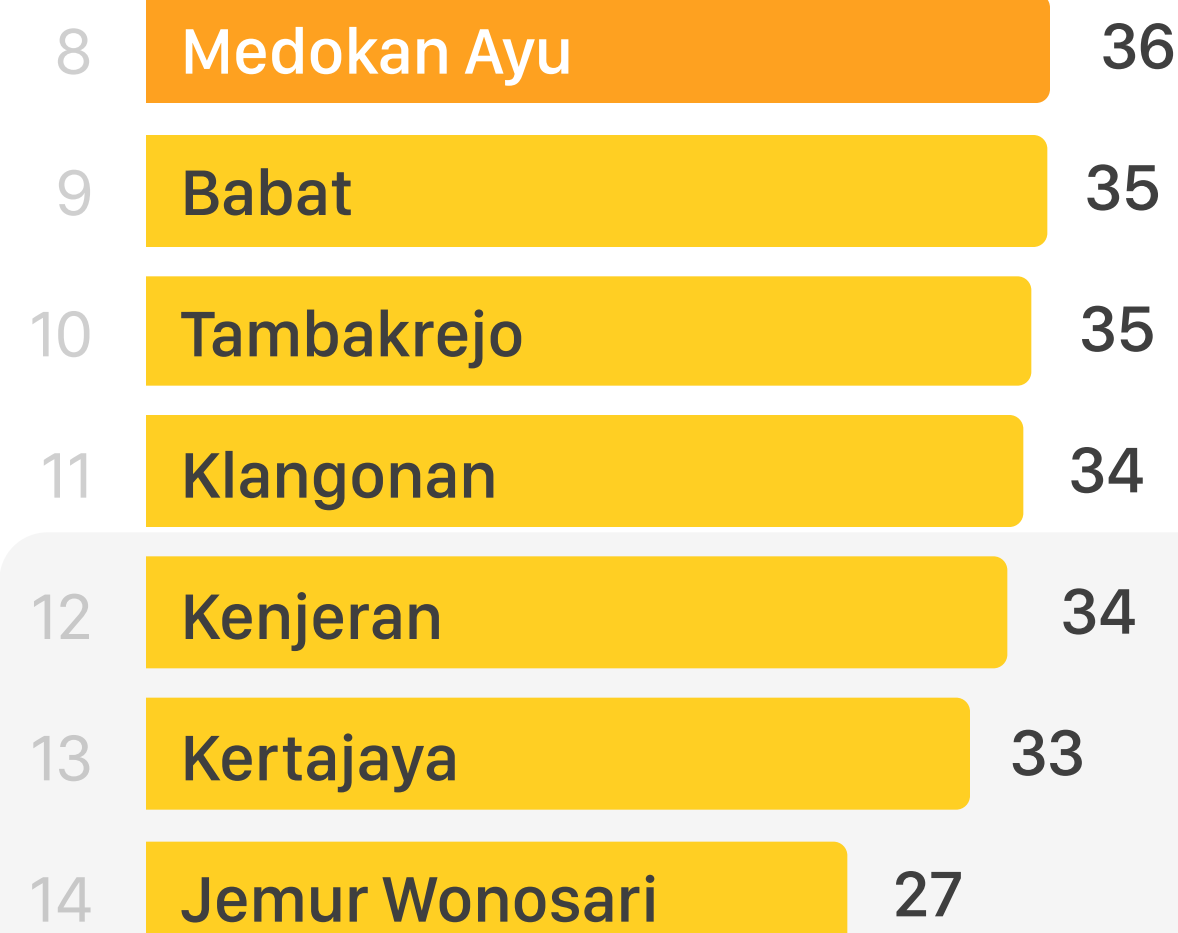 8 Medokan Ayu 36
9 Babat 35
10 Tambakrejo 35
11 Klangonan 34
12 Kenjeran 34
13 Kertajaya 33
14 Jemur Wonosari 27